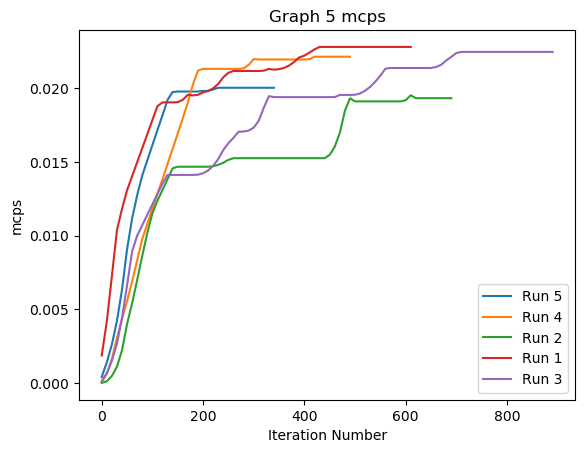 Graph 5 mcps
mcps
0.020
0.015
0.010
0.005
0.000
Run 5
Run 4
Run 2
Run 1
Run 3
0 200 400 600 800
Iteration Number